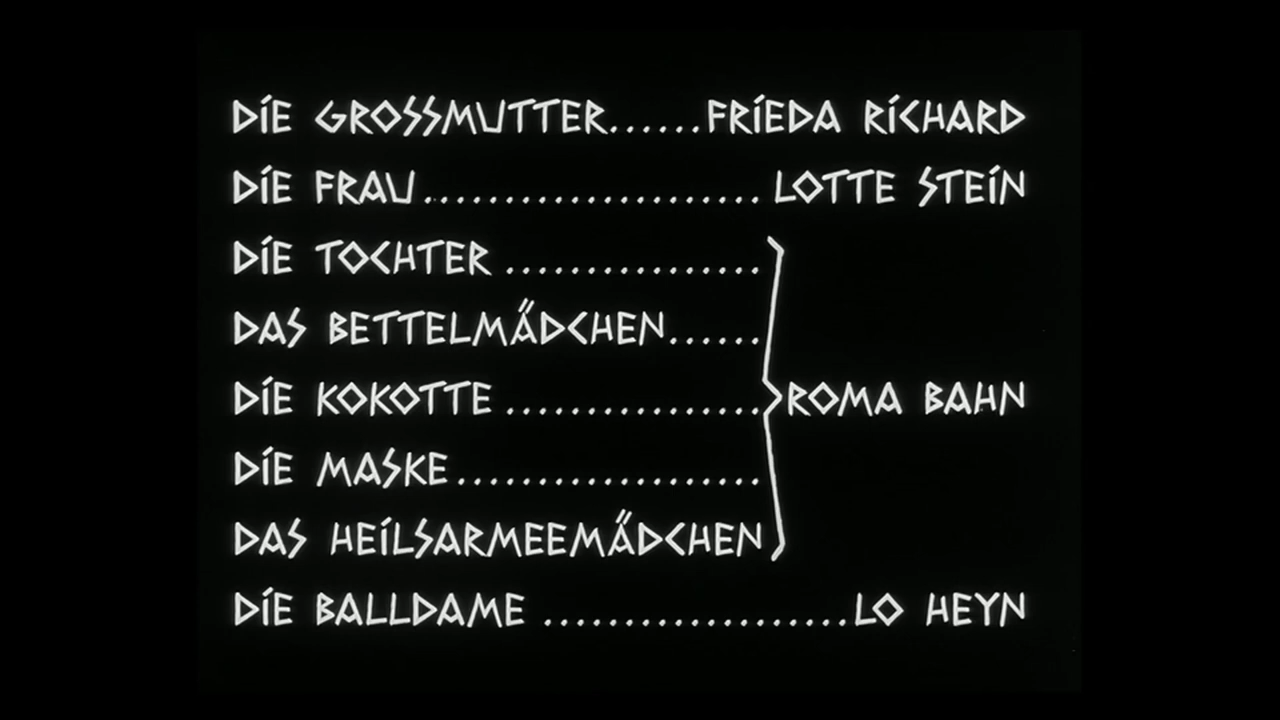 DIE GROSSMUTTER......FRIEDA RICHARD
DIE FRAU.....................LOTTE STEIN
DIE TOCHTER ................
DAS BETTELMÄDCHEN......
DIE KOKOTTE ................ROMA BAHN
DIE MASKE...................
DAS HEILSARMEEMÄDCHEN
DIE BALLDAME ...................LO HEYN